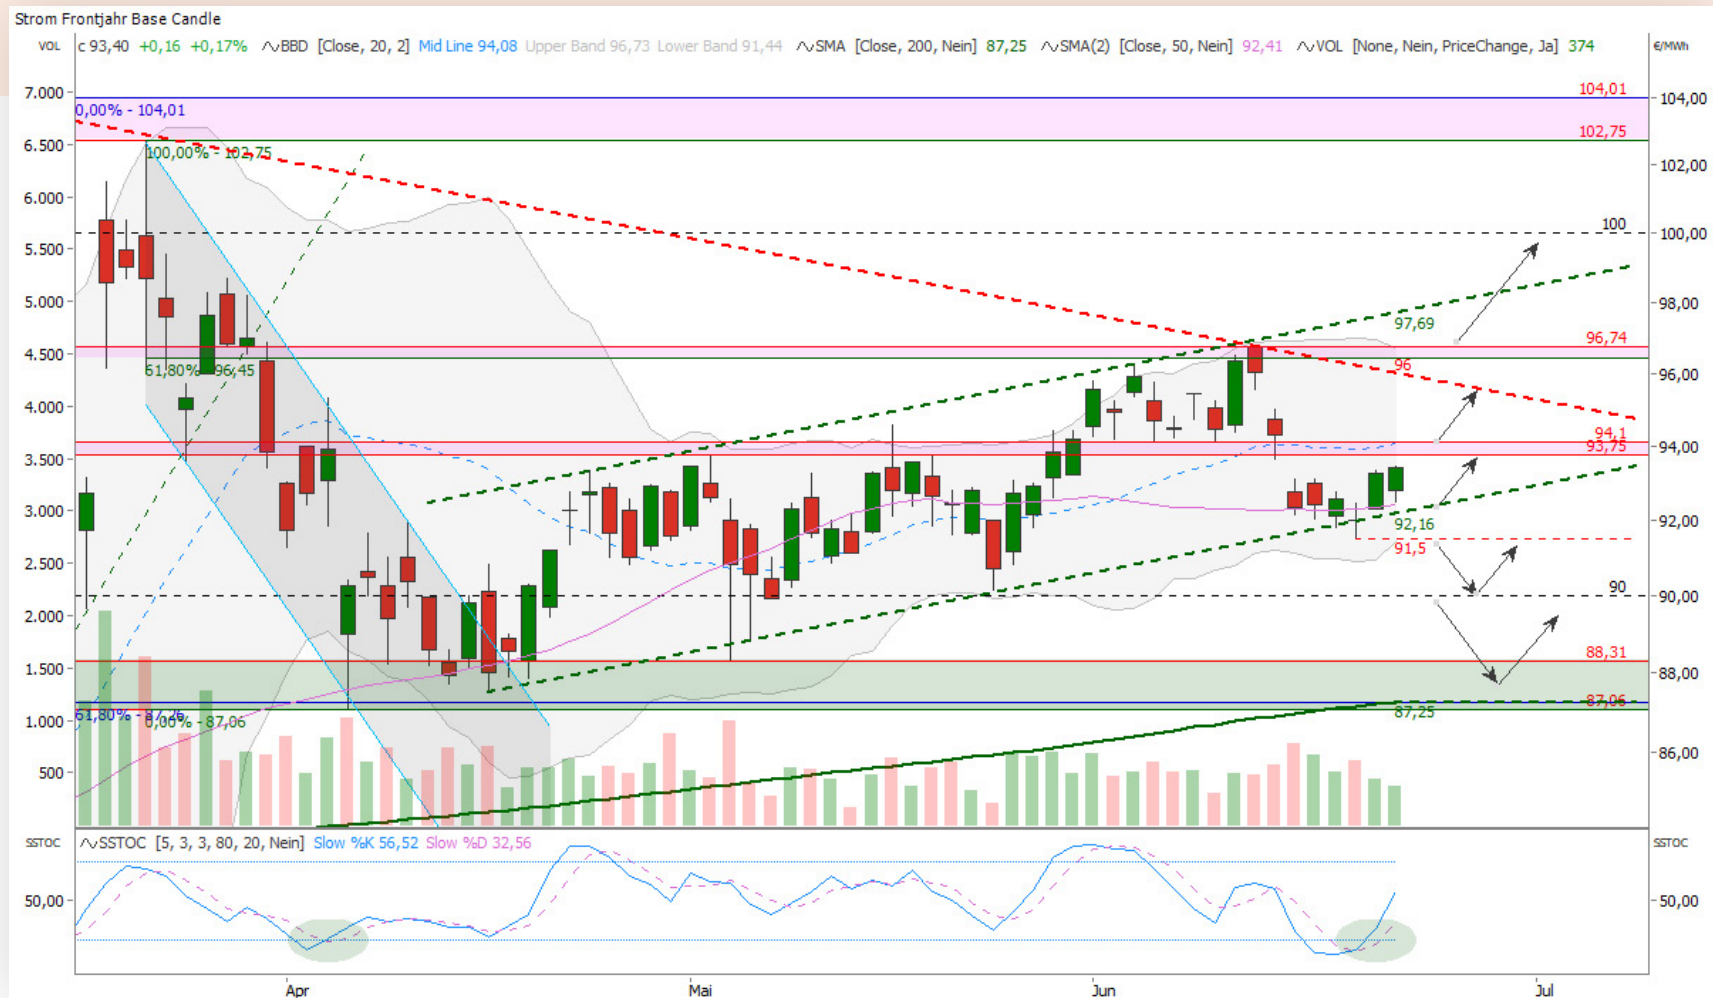 Strom Frontjahr Base Candle
VOL c 93,40 +0,16 +0,17% BBD [Close, 20, 2] Mid Line 94,08 Upper Band 96,73 Lower Band 91,44 SMA [Close, 200, Nein] 87,25 SMA(2) [Close, 50, Nein] 92,41 VOL [None, Nein, PriceChange, Ja] 374 €/MWh
7.000 104,01 104,00
0,00% - 104,01
102,75
6.500 100,00% - 102,75
102,00
6.000
100
5.500 100,00
5.000 98,00
97,69
96,74
4.500
61,80% - 96,45 96 96,00
4.000
94,1
93,75 94,00
3.500
3.000 92,00
92,16
2.500 91,5
90
2.000 90,00
88,31
1.500 88,00
87,06
1.000 61,80% - 87,26
0,00% - 87,06 87,25
86,00
500
SSTOC SSTOC [5, 3, 3, 80, 20, Nein] Slow %K 56,52 Slow %D 32,56 SSTOC
50,00 50,00
Apr Mai Jun Jul